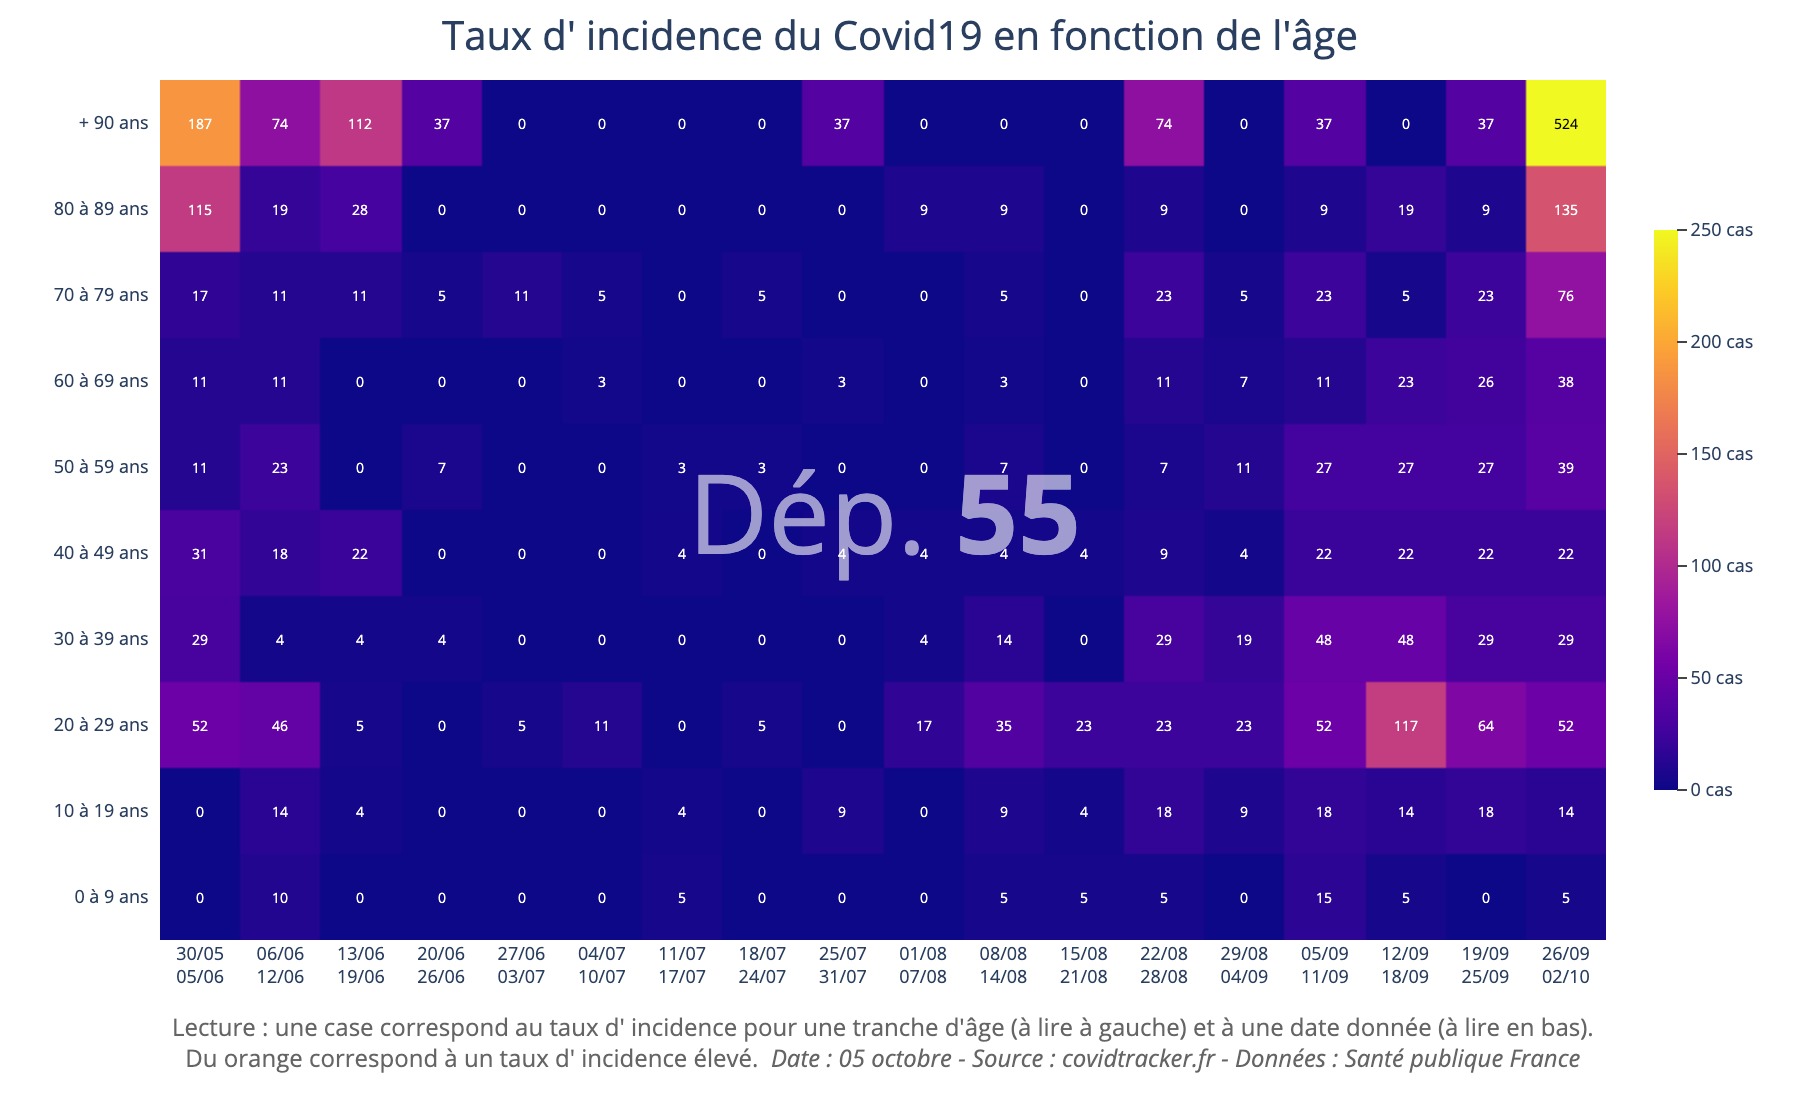 Taux d' incidence du Covid19 en fonction de l'âge
+ 90 ans 187 74 112 37 0 0 0 0 37 0 0 0 74 0 37 0 37 524
80 à 89 ans 115 19 28 0 0 0 0 0 0 9 9 0 9 0 9 19 9 135
70 à 79 ans 17 11 11 5 11 5 0 5 0 0 5 0 23 5 23 5 23 76
60 à 69 ans 11 11 0 0 0 3 0 0 3 0 3 0 11 7 11 23 26 38
50 à 59 ans 11 23 0 7 0 0 3 3 0 0 7 0 7 11 27 27 27 39
Dép. 55
40 à 49 ans 31 18 22 0 0 0 4 0 4 4 4 4 9 4 22 22 22 22
30 à 39 ans 29 4 4 4 0 0 0 0 0 4 14 0 29 19 48 48 29 29
20 à 29 ans 52 46 5 0 5 11 0 5 0 17 35 23 23 23 52 117 64 52
10 à 19 ans 0 14 4 0 0 0 4 0 9 0 9 4 18 9 18 14 18 14
0 à 9 ans 0 10 0 0 0 0 5 0 0 0 5 5 5 0 15 5 0 5
30/05 06/06 13/06 20/06 27/06 04/07 11/07 18/07 25/07 01/08 08/08 15/08 22/08 29/08 05/09 12/09 19/09 26/09
05/06 12/06 19/06 26/06 03/07 10/07 17/07 24/07 31/07 07/08 14/08 21/08 28/08 04/09 11/09 18/09 25/09 02/10
250 cas
200 cas
150 cas
100 cas
50 cas
0 cas
Lecture : une case correspond au taux d' incidence pour une tranche d'âge (à lire à gauche) et à une date donnée (à lire en bas).
Du orange correspond à un taux d' incidence élevé. Date : 05 octobre - Source : covidtracker.fr - Données : Santé publique France